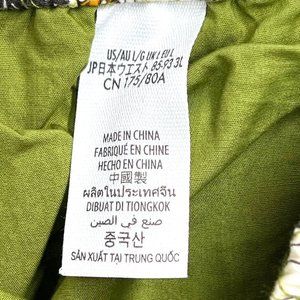 US/AU L/G UK L EU L
JP日本ウエスト 85-93 3L
CN 175/80A
MADE IN CHINA
FABRIQUÉ EN CHINE
HECHO EN CHINA
中國製
ผลิตในประเทศจีน
DIBUAT DI TIONGKOK
صنع في الصين
중국산
SẢN XUẤT TẠI TRUNG QUỐC